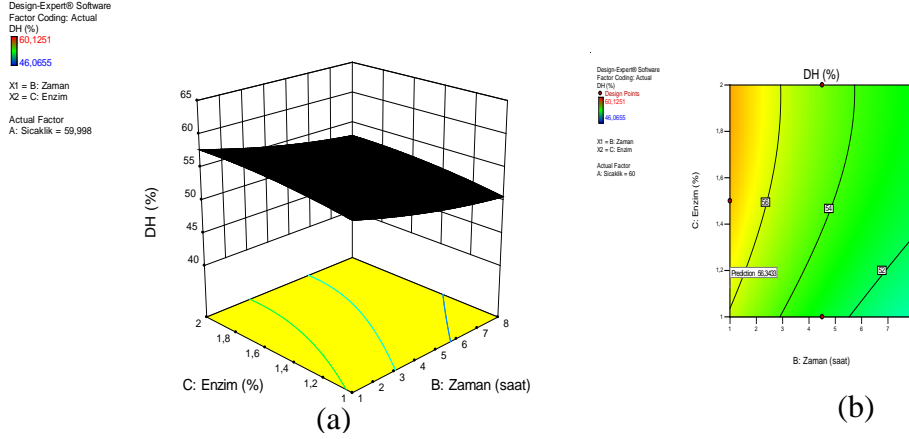 Design-Expert® Software
Factor Coding: Actual
DH (%)
60,1251
46,0655
X1 = B: Zaman
X2 = C: Enzim
Actual Factor
A: Sicaklik = 59,998
65
60
55
50
45
40
DH (%)
2
1,8
1,6
1,4
1,2
1
1
2
3
4
5
6
7
8
C: Enzim (%)
B: Zaman (saat)
(a)
Design-Expert® Software
Factor Coding: Actual
DH (%)
Design Points
60,1251
46,0655
X1 = B: Zaman
X2 = C: Enzim
Actual Factor
A: Sicaklik = 60
DH (%)
2
1,8
1,6
1,4
1,2
1
C: Enzim (%)
56
54
52
Prediction 56,3433
1
2
3
4
5
6
7
B: Zaman (saat)
(b)